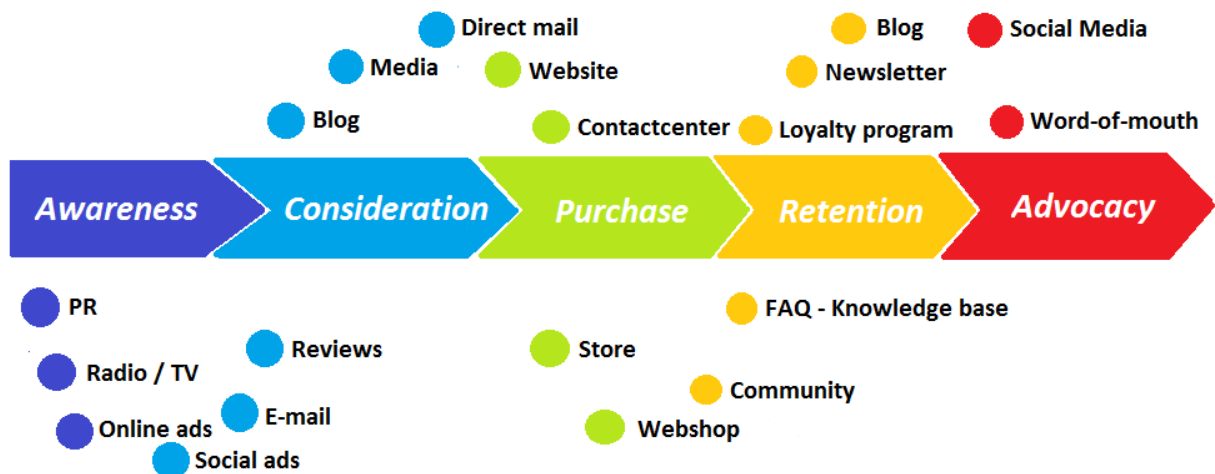 Direct mail
Blog
Social Media
Media
Website
Newsletter
Blog
Contactcenter
Loyalty program
Word-of-mouth
Awareness
Consideration
Purchase
Retention
Advocacy
PR
FAQ - Knowledge base
Reviews
Store
Radio / TV
Community
E-mail
Online ads
Webshop
Social ads